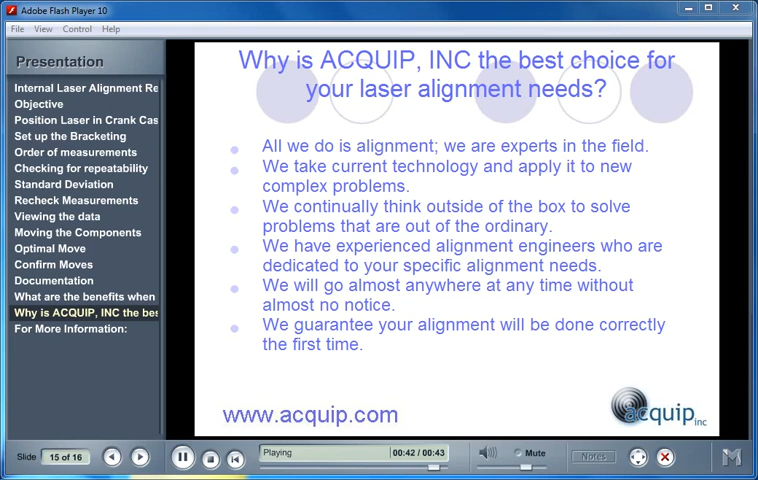 Adobe Flash Player 10
File View Control Help
Presentation
Internal Laser Alignment Re
Objective
Position Laser in Crank Cas
Set up the Bracketing
Order of measurements
Checking for repeatability
Standard Deviation
Recheck Measurements
Viewing the data
Moving the Components
Optimal Move
Confirm Moves
Documentation
What are the benefits when
Why is ACQUIP, INC the bes
For More Information:
Why is ACQUIP, INC the best choice for
your laser alignment needs?
All we do is alignment; we are experts in the field.
We take current technology and apply it to new
complex problems.
We continually think outside of the box to solve
problems that are out of the ordinary.
We have experienced alignment engineers who are
dedicated to your specific alignment needs.
We will go almost anywhere at any time without
almost no notice.
We guarantee your alignment will be done correctly
the first time.
www.acquip.com
acquip inc
Slide 15 of 16
Playing 00:42 / 00:43
Mute
Notes